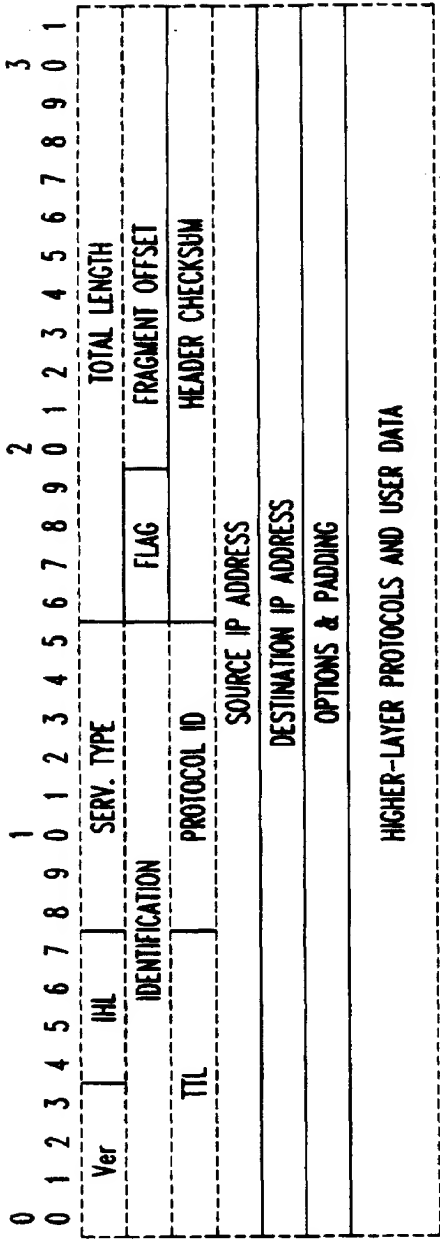 0 1 2 3
0 1 2 3 4 5 6 7 8 9 0 1 2 3 4 5 6 7 8 9 0 1 2 3 4 5 6 7 8 9 0 1
Ver IHL SERV. TYPE TOTAL LENGTH
IDENTIFICATION FLAG FRAGMENT OFFSET
TTL PROTOCOL ID HEADER CHECKSUM
SOURCE IP ADDRESS
DESTINATION IP ADDRESS
OPTIONS & PADDING
HIGHER-LAYER PROTOCOLS AND USER DATA